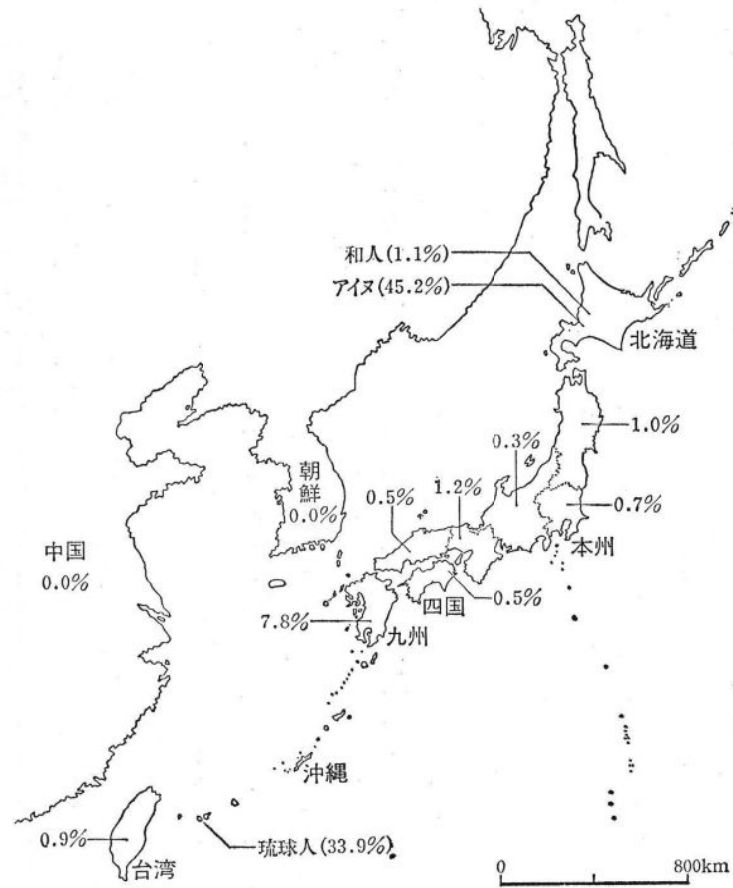 和人(1.1%)
アイヌ(45.2%)
北海道
1.0%
0.3%
朝鮮
0.0%
0.5%
1.2%
0.7%
本州
中国
0.0%
四国
0.5%
7.8%
九州
沖縄
0.9%
台湾
琉球人(33.9%)
0 800km